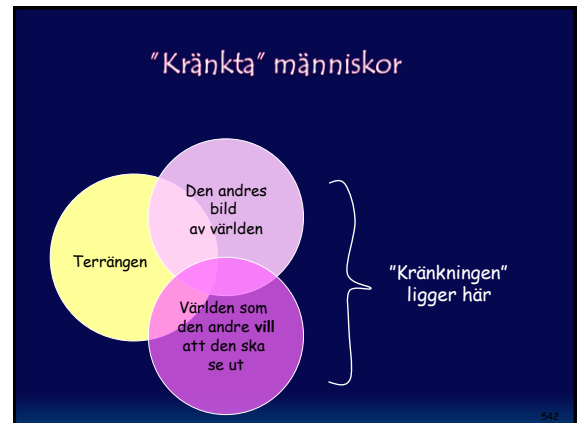 "Kränkta" människor
Den andres
bild
av världen
Terrängen
"Kränkningen"
ligger här
Världen som
den andre vill
att den ska
se ut
542